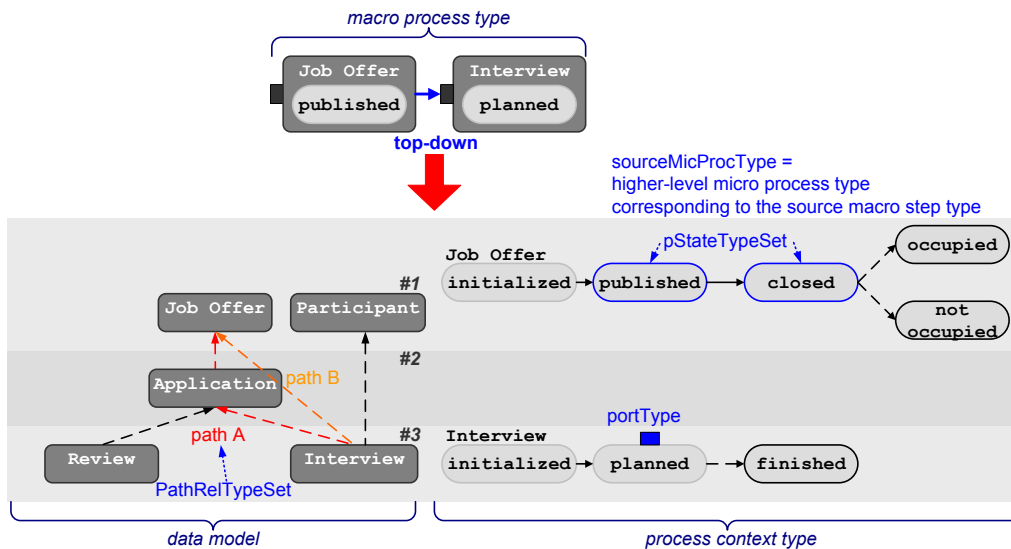 macro process type
Job Offer
published
Interview
planned
top-down
sourceMicProcType =
higher-level micro process type
corresponding to the source macro step type
pStateTypeSet
Job Offer
initialized
published
closed
occupied
not
occupied
#1
Job Offer
Participant
#2
Application
path B
path A
#3
Review
Interview
PathRelTypeSet
portType
Interview
initialized
planned
finished
data model
process context type